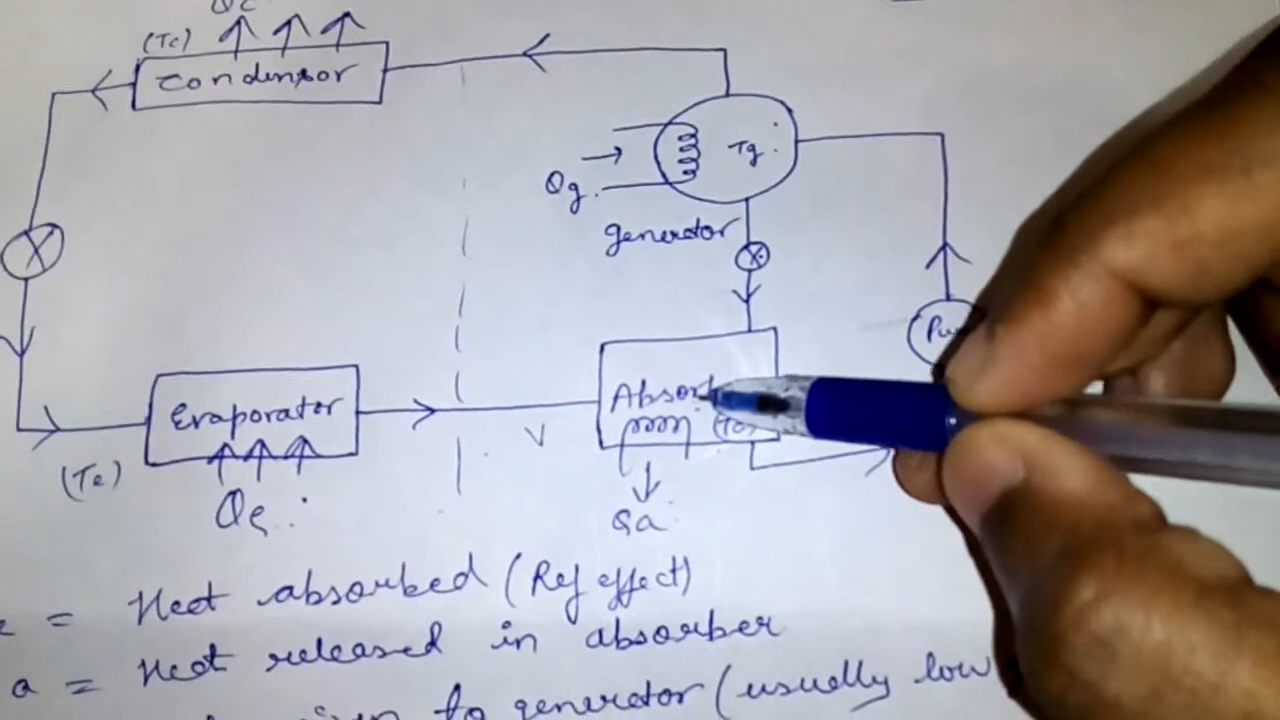 Qc
(Tc)
Condensor
Tg
Qg
generator
Pu
Absor
Evaporator
V
(Te)
Qe
Qa
= Heat absorbed (Ref effect)
a = Heat released in absorber
to generator (usually low